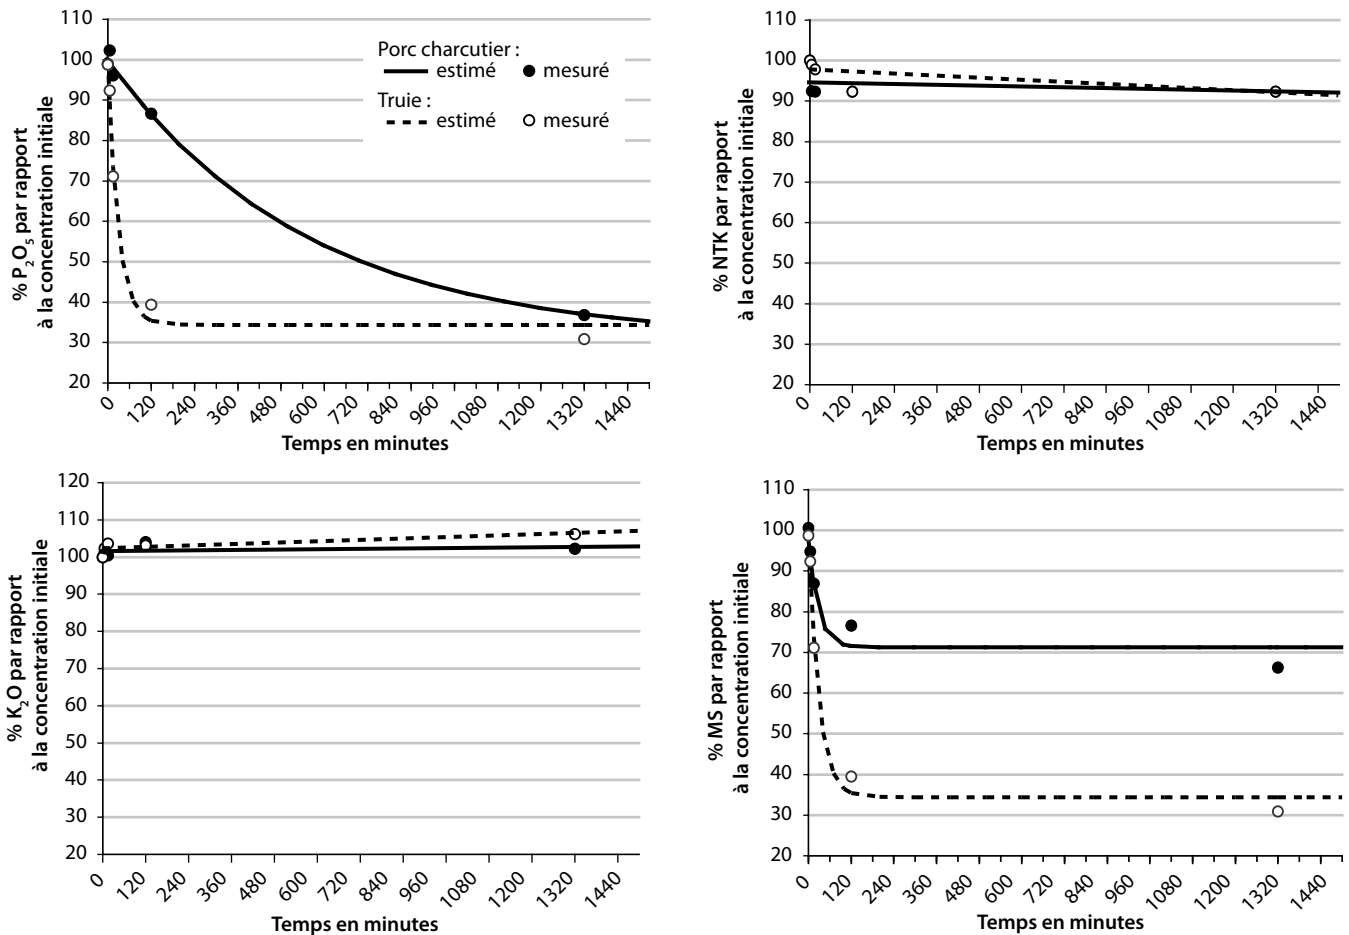 % P2O5 par rapport
à la concentration initiale
110
100
90
80
70
60
50
40
30
20
Porc charcutier :
estimé mesuré
Truie :
estimé mesuré
0 120 240 360 480 600 720 840 960 1080 1200 1320 1440
Temps en minutes
% NTK par rapport
à la concentration initiale
110
100
90
80
70
60
50
40
30
20
0 120 240 360 480 600 720 840 960 1080 1200 1320 1440
Temps en minutes
% K2O par rapport
à la concentration initiale
120
110
100
90
80
70
60
50
40
30
20
0 120 240 360 480 600 720 840 960 1080 1200 1320 1440
Temps en minutes
% MS par rapport
à la concentration initiale
110
100
90
80
70
60
50
40
30
20
0 120 240 360 480 600 720 840 960 1080 1200 1320 1440
Temps en minutes